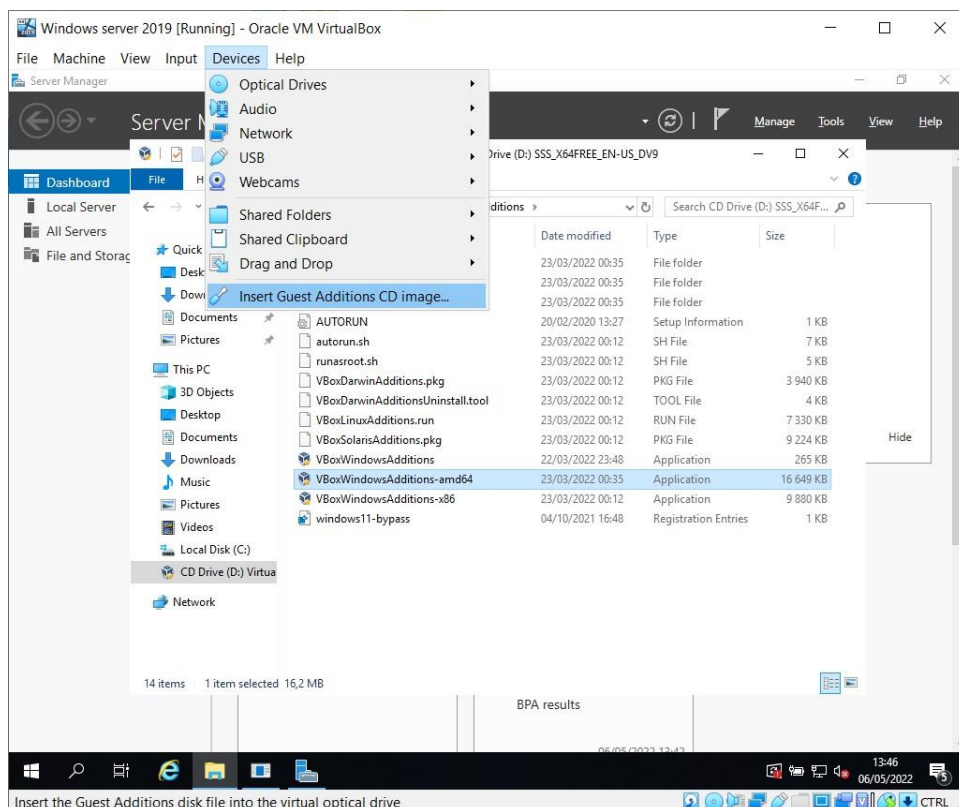 Windows server 2019 [Running] - Oracle VM VirtualBox
File Machine View Input Devices Help
Server Manager
Optical Drives
Audio
Network
USB
Webcams
Shared Folders
Shared Clipboard
Drag and Drop
Insert Guest Additions CD image...
Server
Manage Tools View Help
Drive (D:) SSS_X64FREE_EN-US_DV9
File H
Search CD Drive (D:) SSS_X64F...
Dashboard
Local Server
All Servers
File and Storag
Quick
Desk
Dow
Documents
Pictures
This PC
3D Objects
Desktop
Documents
Downloads
Music
Pictures
Videos
Local Disk (C:)
CD Drive (D:) Virtua
Network
ditions
Date modified Type Size
23/03/2022 00:35 File folder
23/03/2022 00:35 File folder
23/03/2022 00:35 File folder
AUTORUN 20/02/2020 13:27 Setup Information 1 KB
autorun.sh 23/03/2022 00:12 SH File 7 KB
runasroot.sh 23/03/2022 00:12 SH File 5 KB
VBoxDarwinAdditions.pkg 23/03/2022 00:12 PKG File 3 940 KB
VBoxDarwinAdditionsUninstall.tool 23/03/2022 00:12 TOOL File 4 KB
VBoxLinuxAdditions.run 23/03/2022 00:12 RUN File 7 330 KB
VBoxSolarisAdditions.pkg 23/03/2022 00:12 PKG File 9 224 KB
VBoxWindowsAdditions 22/03/2022 23:48 Application 265 KB
VBoxWindowsAdditions-amd64 23/03/2022 00:35 Application 16 649 KB
VBoxWindowsAdditions-x86 23/03/2022 00:12 Application 9 880 KB
windows11-bypass 04/10/2021 16:48 Registration Entries 1 KB
Hide
14 items 1 item selected 16,2 MB
BPA results
06/05/2022 13:42
13:46
06/05/2022
5
Insert the Guest Additions disk file into the virtual optical drive
CTRL